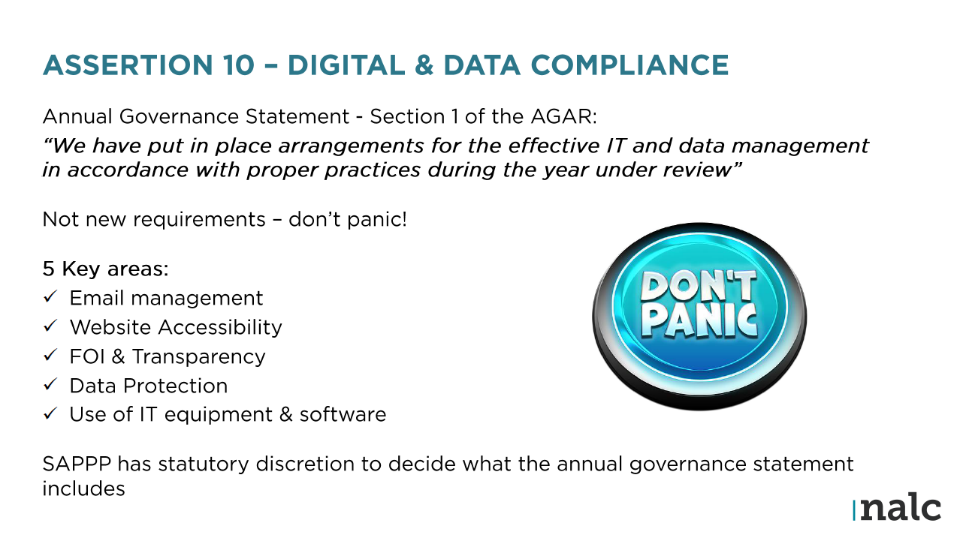 ASSERTION 10 – DIGITAL & DATA COMPLIANCE
Annual Governance Statement - Section 1 of the AGAR:
“We have put in place arrangements for the effective IT and data management
in accordance with proper practices during the year under review”
Not new requirements – don’t panic!
5 Key areas:
✓ Email management
✓ Website Accessibility
✓ FOI & Transparency
✓ Data Protection
✓ Use of IT equipment & software
DON'T
PANIC
SAPPP has statutory discretion to decide what the annual governance statement
includes
nalc